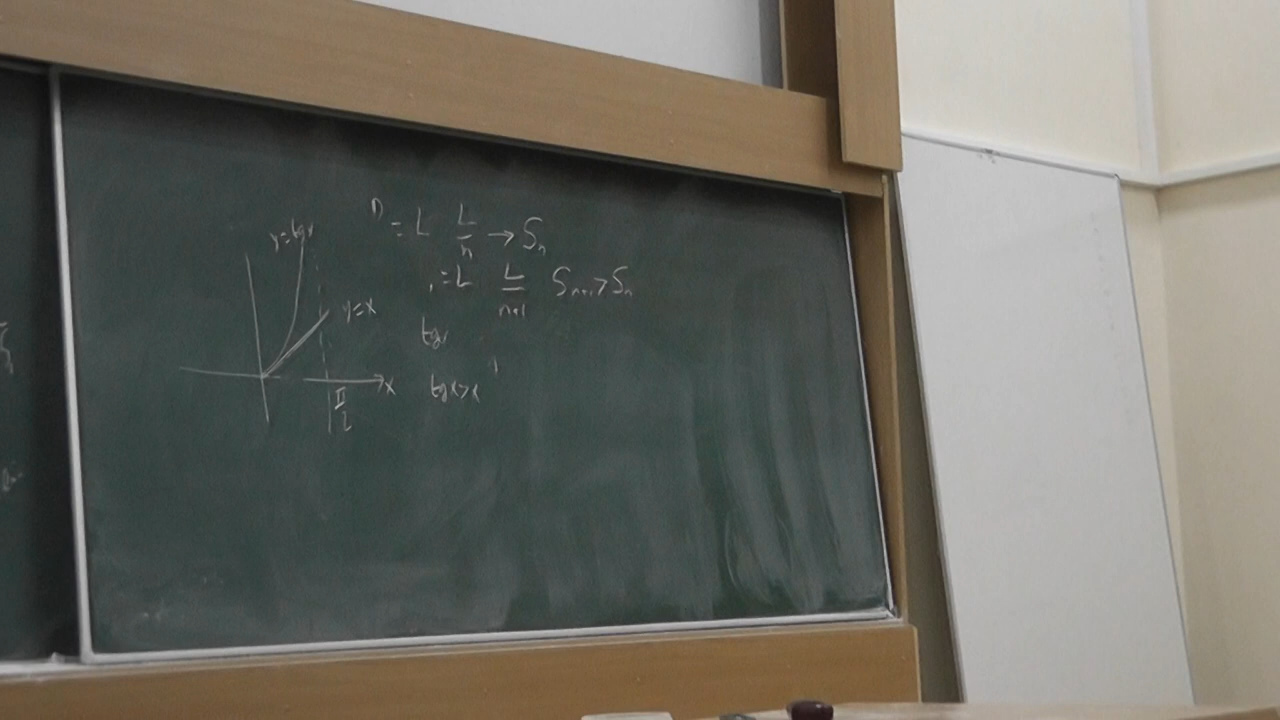 y=tgx
y=x
x
π/2
P = L L/n → Sₙ
= L L/n+1 Sₙ₊₁ > Sₙ
tgx
tgx>x